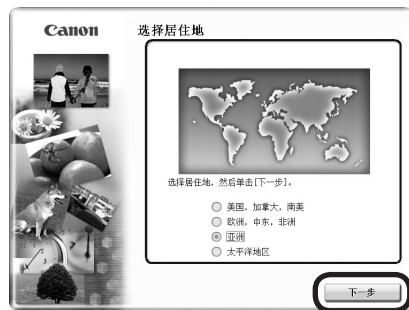 Canon
选择居住地
选择居住地，然后单击[下一步]。
美国，加拿大，南美
欧洲，中东，非洲
亚洲
太平洋地区
下一步